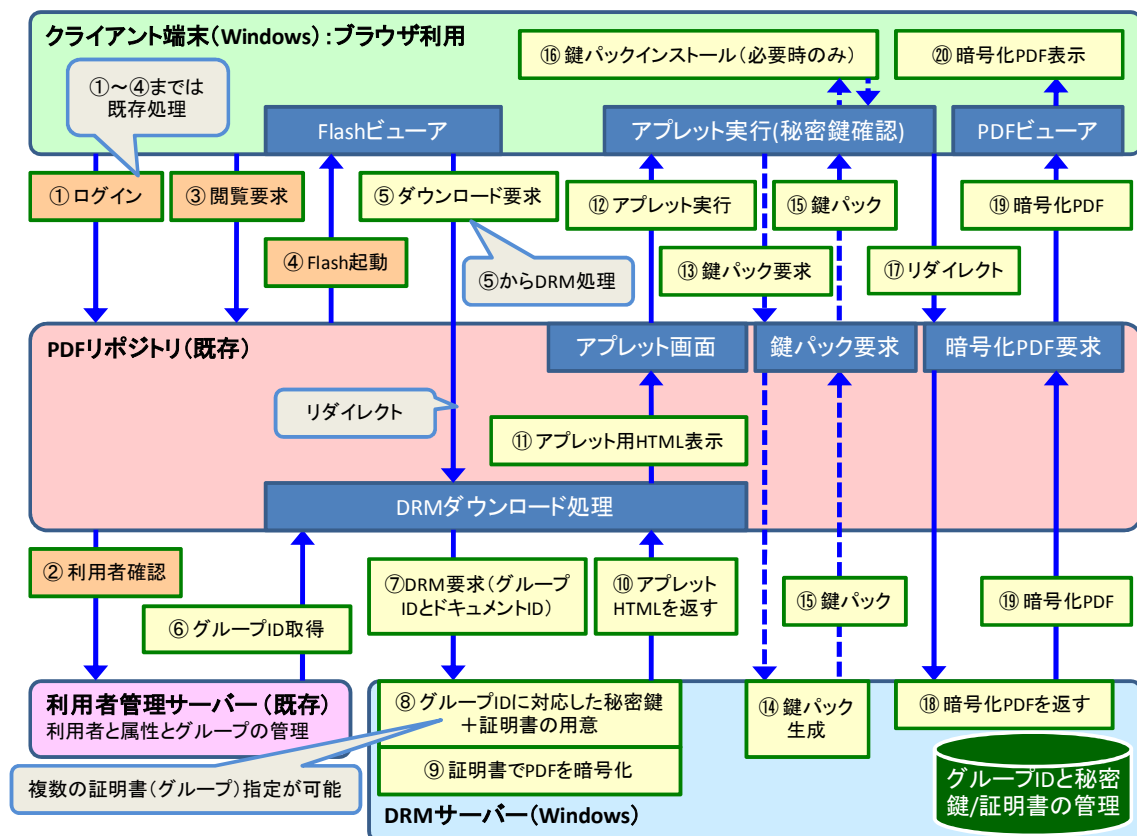 クライアント端末(Windows)：ブラウザ利用
①～④までは
既存処理
⑯ 鍵パックインストール（必要時のみ）
⑳ 暗号化PDF表示
Flashビューア
アプレット実行(秘密鍵確認)
PDFビューア
① ログイン
③ 閲覧要求
⑤ ダウンロード要求
⑫ アプレット実行
⑮ 鍵パック
⑲ 暗号化PDF
④ Flash起動
⑤からDRM処理
⑬ 鍵パック要求
⑰ リダイレクト
PDFリポジトリ（既存）
アプレット画面
鍵パック要求
暗号化PDF要求
リダイレクト
⑪ アプレット用HTML表示
DRMダウンロード処理
② 利用者確認
⑥ グループID取得
⑦DRM要求（グループ
IDとドキュメントID）
⑩ アプレット
HTMLを返す
⑮ 鍵パック
⑲ 暗号化PDF
利用者管理サーバー （既存）
利用者と属性とグループの管理
⑧ グループIDに対応した秘密鍵
＋証明書の用意
⑨ 証明書でPDFを暗号化
複数の証明書（グループ）指定が可能
⑭ 鍵パック
生成
⑱ 暗号化PDFを返す
グループIDと秘密
鍵/証明書の管理
DRMサーバー（Windows）